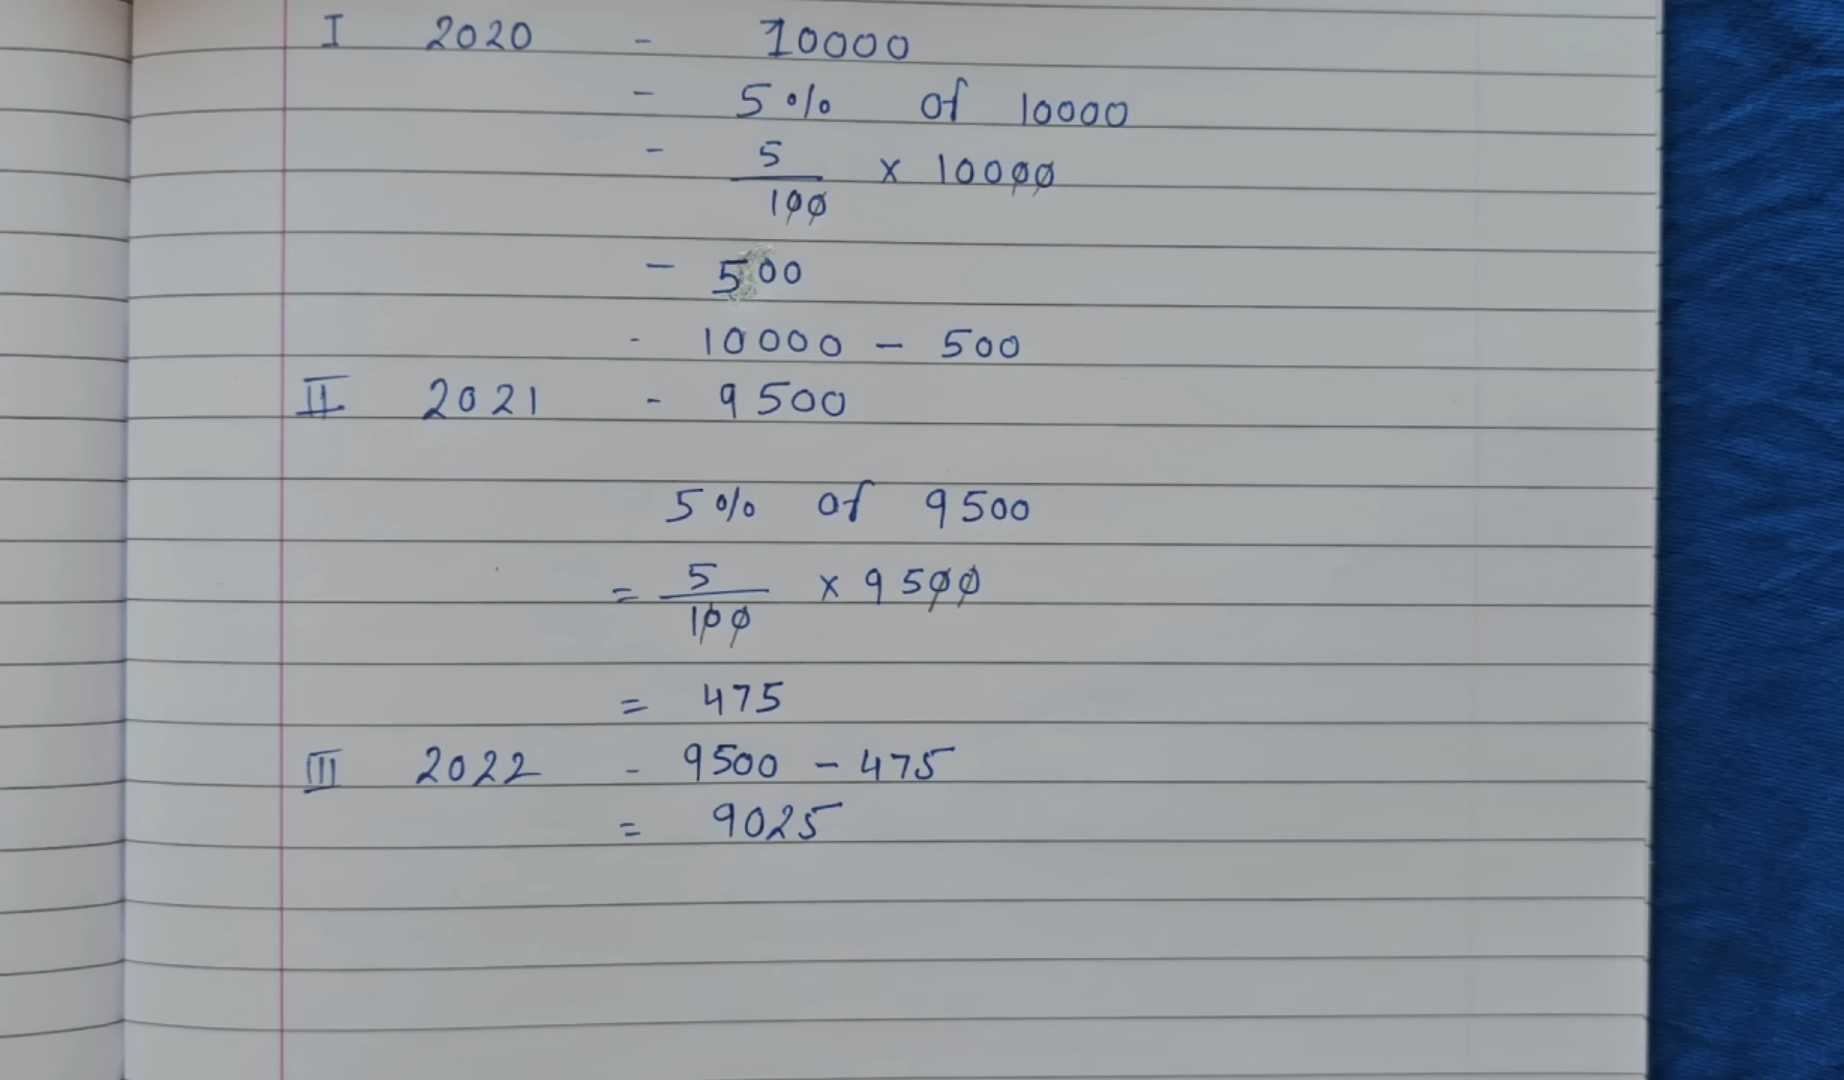 I 2020 - 10000
- 5% of 10000
- 5/100 x 10000
- 500
- 10000 - 500
II 2021 - 9500
5% of 9500
= 5/100 x 9500
= 475
III 2022 - 9500 - 475
= 9025